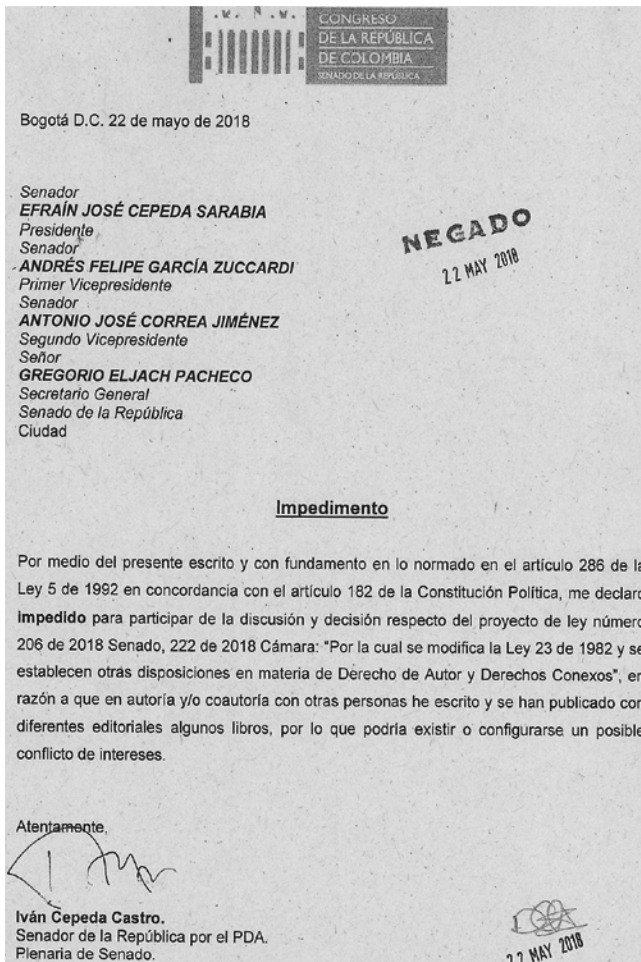 CONGRESO
DE LA REPÚBLICA
DE COLOMBIA
SENADO DE LA REPÚBLICA
Bogotá D.C. 22 de mayo de 2018
Senador
EFRAÍN JOSÉ CEPEDA SARABIA
Presidente
Senador
ANDRÉS FELIPE GARCÍA ZUCCARDI
Primer Vicepresidente
Senador
ANTONIO JOSÉ CORREA JIMÉNEZ
Segundo Vicepresidente
Señor
GREGORIO ELJACH PACHECO
Secretario General
Senado de la República
Ciudad
NEGADO
22 MAY 2018
Impedimento
Por medio del presente escrito y con fundamento en lo normado en el artículo 286 de la
Ley 5 de 1992 en concordancia con el artículo 182 de la Constitución Política, me declaro
impedido para participar de la discusión y decisión respecto del proyecto de ley número
206 de 2018 Senado, 222 de 2018 Cámara: "Por la cual se modifica la Ley 23 de 1982 y se
establecen otras disposiciones en materia de Derecho de Autor y Derechos Conexos", en
razón a que en autoría y/o coautoría con otras personas he escrito y se han publicado con
diferentes editoriales algunos libros, por lo que podría existir o configurarse un posible
conflicto de intereses.
Atentamente,
Iván Cepeda Castro.
Senador de la República por el PDA.
Plenaria de Senado.
22 MAY 2018